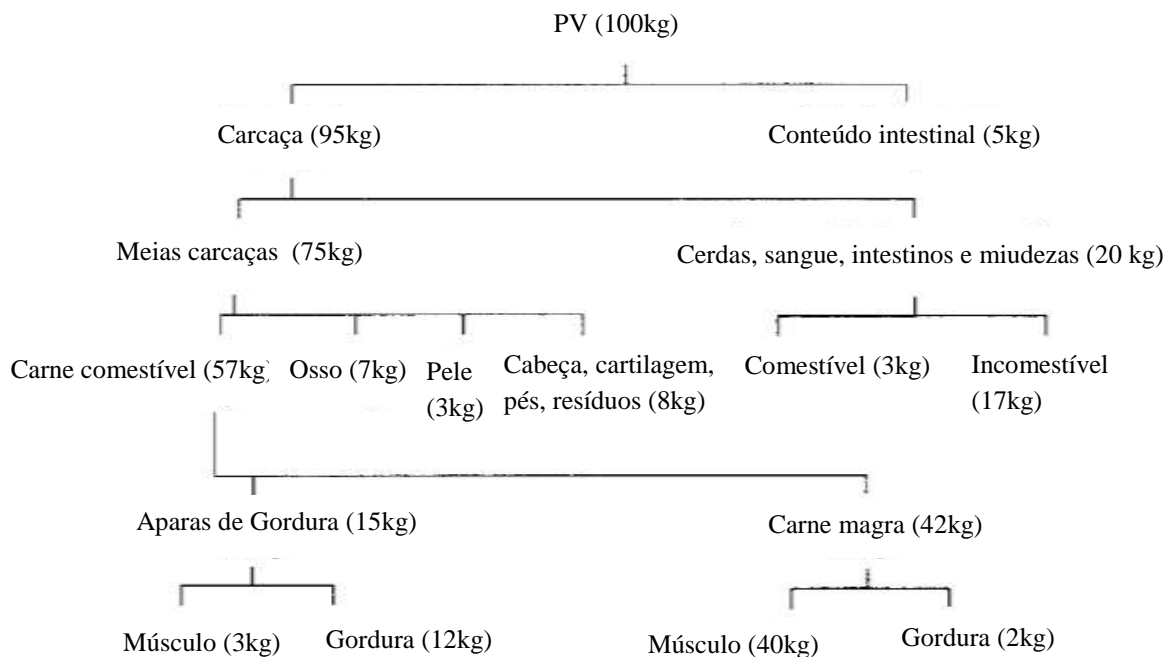 PV (100kg)
Carcaça (95kg)
Conteúdo intestinal (5kg)
Meias carcaças (75kg)
Cerdas, sangue, intestinos e miudezas (20 kg)
Carne comestível (57kg)
Osso (7kg)
Pele
(3kg)
Cabeça, cartilagem,
pés, resíduos (8kg)
Comestível (3kg)
Incomestível
(17kg)
Aparas de Gordura (15kg)
Carne magra (42kg)
Músculo (3kg)
Gordura (12kg)
Músculo (40kg)
Gordura (2kg)